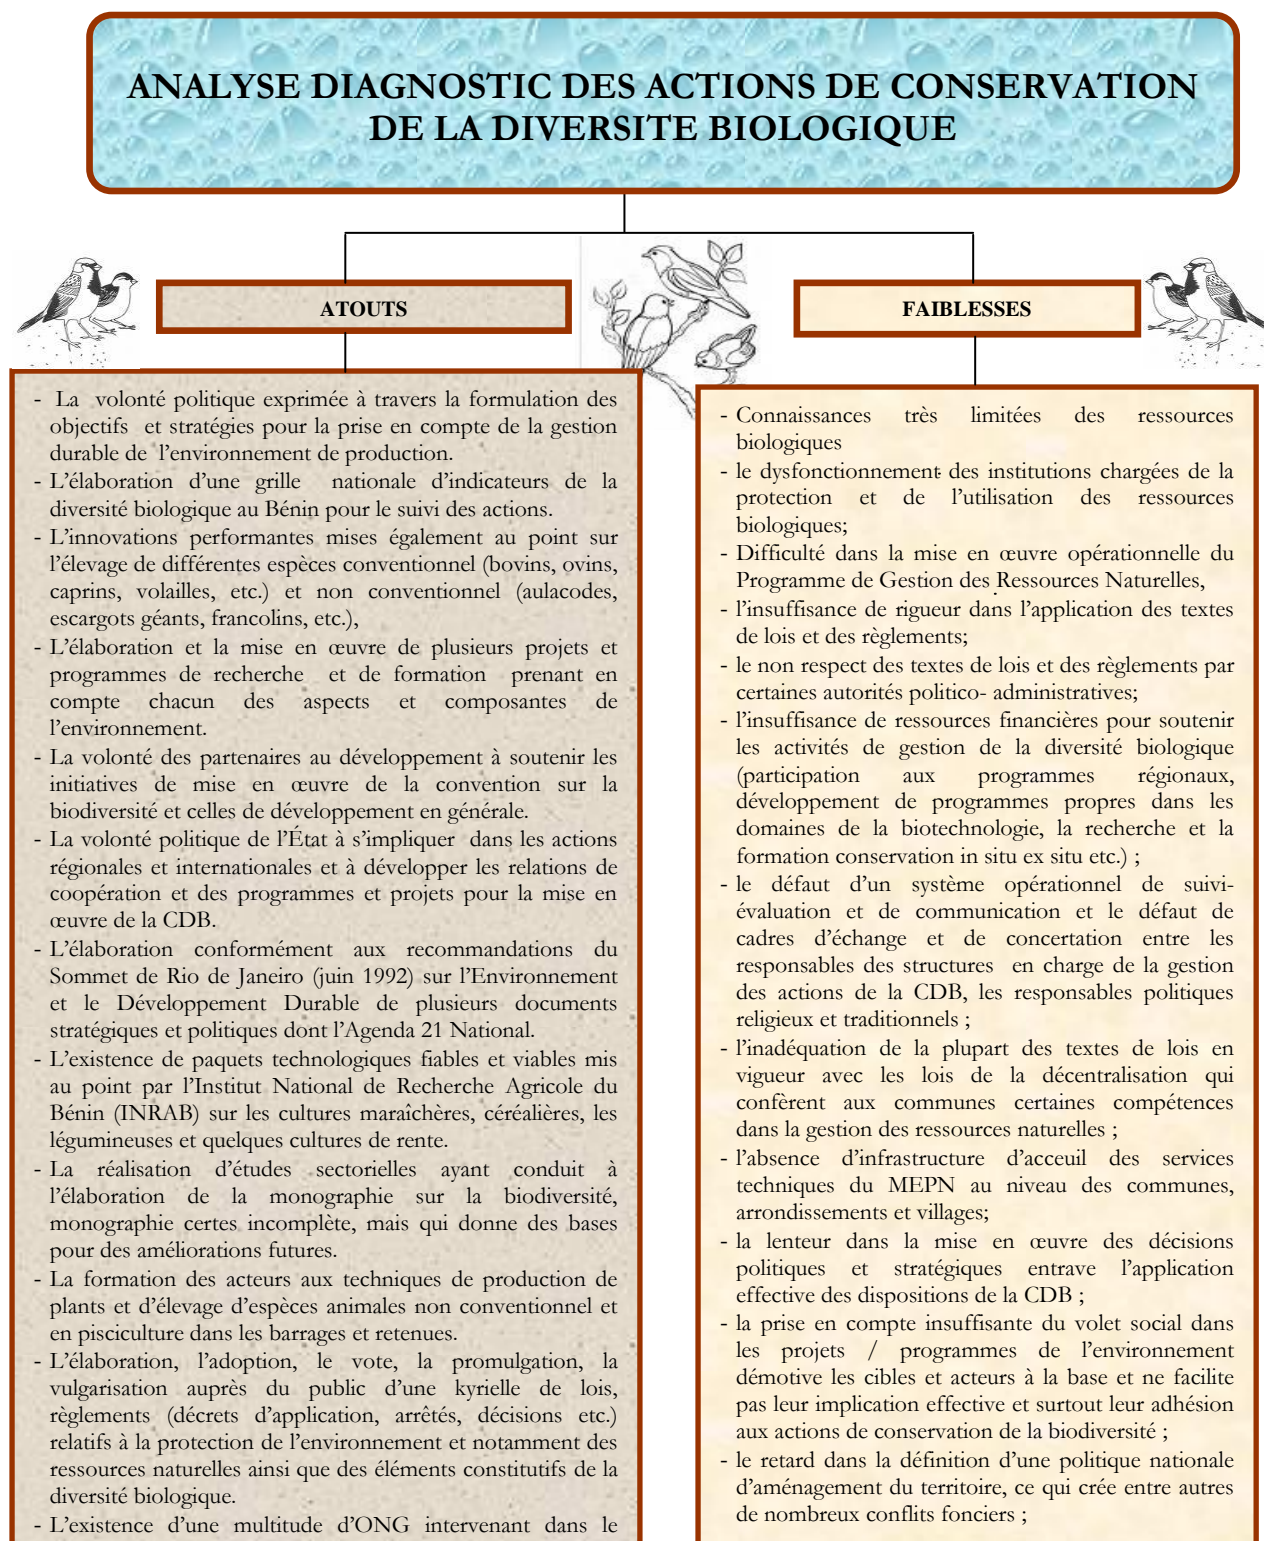 ANALYSE DIAGNOSTIC DES ACTIONS DE CONSERVATION
DE LA DIVERSITE BIOLOGIQUE
ATOUTS
- La volonté politique exprimée à travers la formulation des
objectifs et stratégies pour la prise en compte de la gestion
durable de l'environnement de production.
- L'élaboration d'une grille nationale d'indicateurs de la
diversité biologique au Bénin pour le suivi des actions.
- L'innovations performantes mises également au point sur
l'élevage de différentes espèces conventionnel (bovins, ovins,
caprins, volailles, etc.) et non conventionnel (aulacodes,
escargots géants, francolins, etc.),
- L'élaboration et la mise en œuvre de plusieurs projets et
programmes de recherche et de formation prenant en
compte chacun des aspects et composantes de
l'environnement.
- La volonté des partenaires au développement à soutenir les
initiatives de mise en œuvre de la convention sur la
biodiversité et celles de développement en générale.
- La volonté politique de l'État à s'impliquer dans les actions
régionales et internationales et à développer les relations de
coopération et des programmes et projets pour la mise en
œuvre de la CDB.
- L'élaboration conformément aux recommandations du
Sommet de Rio de Janeiro (juin 1992) sur l'Environnement
et le Développement Durable de plusieurs documents
stratégiques et politiques dont l'Agenda 21 National.
- L'existence de paquets technologiques fiables et viables mis
au point par l'Institut National de Recherche Agricole du
Bénin (INRAB) sur les cultures maraîchères, céréalières, les
légumineuses et quelques cultures de rente.
- La réalisation d'études sectorielles ayant conduit à
l'élaboration de la monographie sur la biodiversité,
monographie certes incomplète, mais qui donne des bases
pour des améliorations futures.
- La formation des acteurs aux techniques de production de
plants et d'élevage d'espèces animales non conventionnel et
en pisciculture dans les barrages et retenues.
- L'élaboration, l'adoption, le vote, la promulgation, la
vulgarisation auprès du public d'une kyrielle de lois,
règlements (décrets d'application, arrêtés, décisions etc.)
relatifs à la protection de l'environnement et notamment des
ressources naturelles ainsi que des éléments constitutifs de la
diversité biologique.
- L'existence d'une multitude d'ONG intervenant dans le
FAIBLESSES
- Connaissances très limitées des ressources
biologiques
- le dysfonctionnement des institutions chargées de la
protection et de l'utilisation des ressources
biologiques;
- Difficulté dans la mise en œuvre opérationnelle du
Programme de Gestion des Ressources Naturelles,
- l'insuffisance de rigueur dans l'application des textes
de lois et des règlements;
- le non respect des textes de lois et des règlements par
certaines autorités politico- administratives;
- l'insuffisance de ressources financières pour soutenir
les activités de gestion de la diversité biologique
(participation aux programmes régionaux,
développement de programmes propres dans les
domaines de la biotechnologie, la recherche et la
formation conservation in situ ex situ etc.) ;
- le défaut d'un système opérationnel de suivi-
évaluation et de communication et le défaut de
cadres d'échange et de concertation entre les
responsables des structures en charge de la gestion
des actions de la CDB, les responsables politiques
religieux et traditionnels ;
- l'inadéquation de la plupart des textes de lois en
vigueur avec les lois de la décentralisation qui
confèrent aux communes certaines compétences
dans la gestion des ressources naturelles ;
- l'absence d'infrastructure d'acceuil des services
techniques du MEPN au niveau des communes,
arrondissements et villages;
- la lenteur dans la mise en œuvre des décisions
politiques et stratégiques entrave l'application
effective des dispositions de la CDB ;
- la prise en compte insuffisante du volet social dans
les projets / programmes de l'environnement
démotive les cibles et acteurs à la base et ne facilite
pas leur implication effective et surtout leur adhésion
aux actions de conservation de la biodiversité ;
- le retard dans la définition d'une politique nationale
d'aménagement du territoire, ce qui crée entre autres
de nombreux conflits fonciers ;